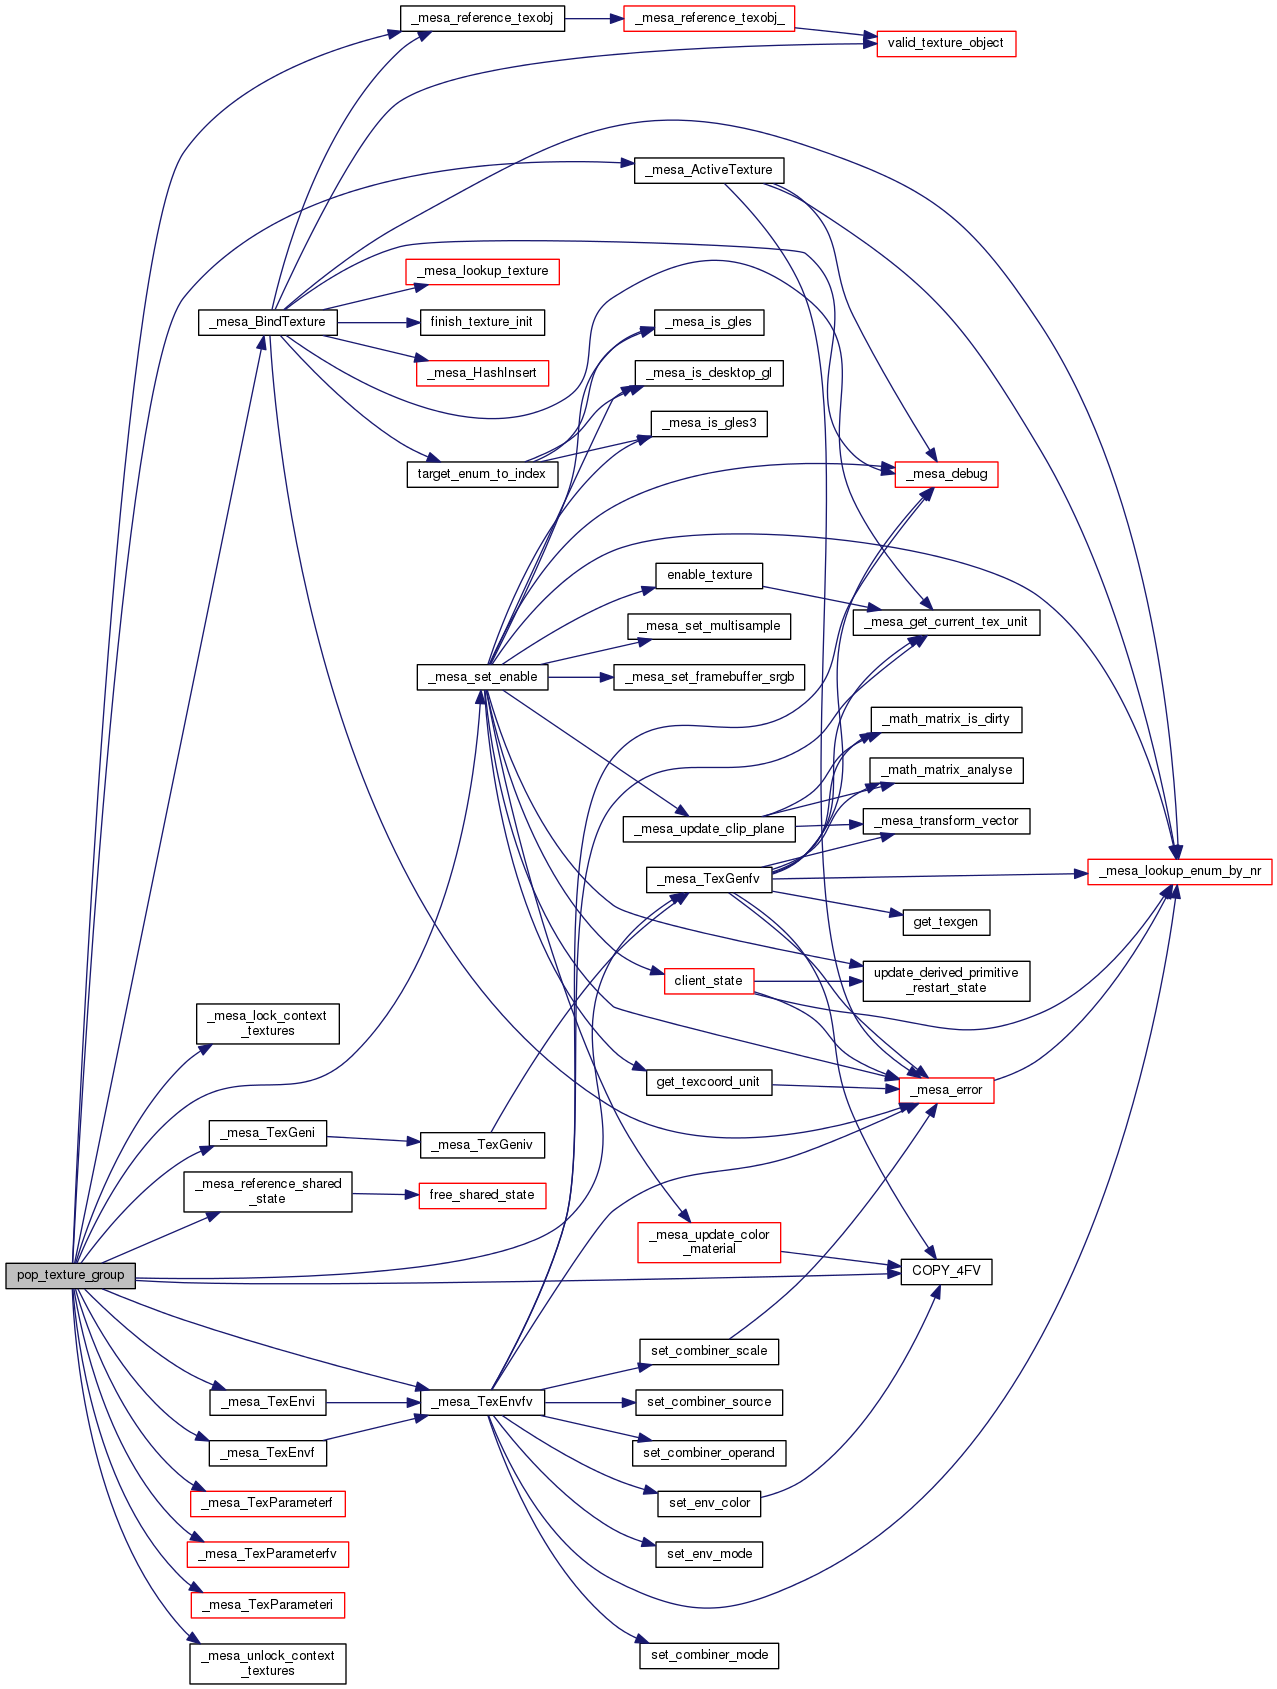 _mesa_reference_texobj
_mesa_reference_texobj_
valid_texture_object
_mesa_ActiveTexture
_mesa_lookup_texture
_mesa_BindTexture
finish_texture_init
_mesa_is_gles
_mesa_HashInsert
_mesa_is_desktop_gl
_mesa_is_gles3
target_enum_to_index
_mesa_debug
enable_texture
_mesa_set_multisample
_mesa_get_current_tex_unit
_mesa_set_enable
_mesa_set_framebuffer_srgb
_math_matrix_is_dirty
_math_matrix_analyse
_mesa_update_clip_plane
_mesa_transform_vector
_mesa_TexGenfv
_mesa_lookup_enum_by_nr
get_texgen
client_state
update_derived_primitive
_restart_state
_mesa_lock_context
_textures
get_texcoord_unit
_mesa_error
_mesa_TexGeni
_mesa_TexGeniv
_mesa_reference_shared
_state
free_shared_state
_mesa_update_color
_material
pop_texture_group
COPY_4FV
set_combiner_scale
_mesa_TexEnvi
_mesa_TexEnvfv
set_combiner_source
_mesa_TexEnvf
set_combiner_operand
_mesa_TexParameterf
set_env_color
_mesa_TexParameterfv
set_env_mode
_mesa_TexParameteri
_mesa_unlock_context
_textures
set_combiner_mode